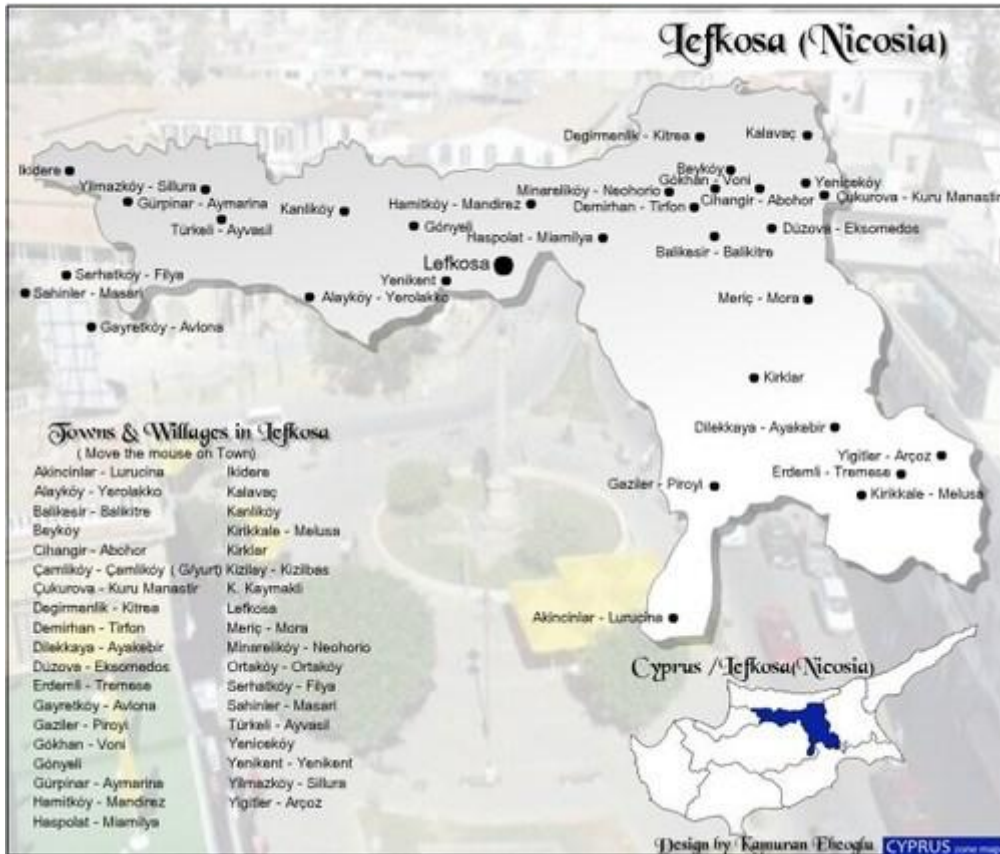 Lefkosa (Nicosia)
Degirmenlik - Kitrea
Kalavaç
Ikidere
Beyköy
Yilmazköy - Sillura
Gökhan - Voni
Yeniceköy
Minareliköy - Neohorio
Cihangir - Abohor
Çukurova - Kuru Manastir
Gürpinar - Aymarina
Kanliköy
Hamitköy - Mandirez
Demirhan - Tirfon
Türkeli - Ayvasil
Gönyeli
Düzova - Eksomedos
Haspolat - Miamilya
Balikesir - Balikitre
Lefkosa
Serhatköy - Filya
Yenikent
Sahinler - Masari
Alayköy - Yerolakko
Meriç - Mora
Gayretköy - Avlona
Kirklar
Dilekkaya - Ayakebir
Yigitler - Arçoz
Erdemli - Tremese
Gaziler - Piroyi
Kirikkale - Melusa
Akincinlar - Lurucina
Towns & Willages in Lefkosa
( Move the mouse on Town)
Akincinlar - Lurucina
Alayköy - Yerolakko
Balikesir - Balikitre
Beyköy
Cihangir - Abohor
Çamliköy - Çamliköy ( G/yurt)
Çukurova - Kuru Manastir
Degirmenlik - Kitrea
Demirhan - Tirfon
Dilekkaya - Ayakebir
Düzova - Eksomedos
Erdemli - Tremese
Gayretköy - Avlona
Gaziler - Piroyi
Gökhan - Voni
Gönyeli
Gürpinar - Aymarina
Hamitköy - Mandirez
Haspolat - Miamilya
Ikidere
Kalavaç
Kanliköy
Kirikkale - Melusa
Kirklar
Kizilay - Kizilbas
K. Kaymakli
Lefkosa
Meriç - Mora
Minareliköy - Neohorio
Ortaköy - Ortaköy
Serhatköy - Filya
Sahinler - Masari
Türkeli - Ayvasil
Yeniceköy
Yenikent - Yenikent
Yilmazköy - Sillura
Yigitler - Arçoz
Cyprus /Lefkosa(Nicosia)
Design by Kamuran Elieoglu
CYPRUS zone map